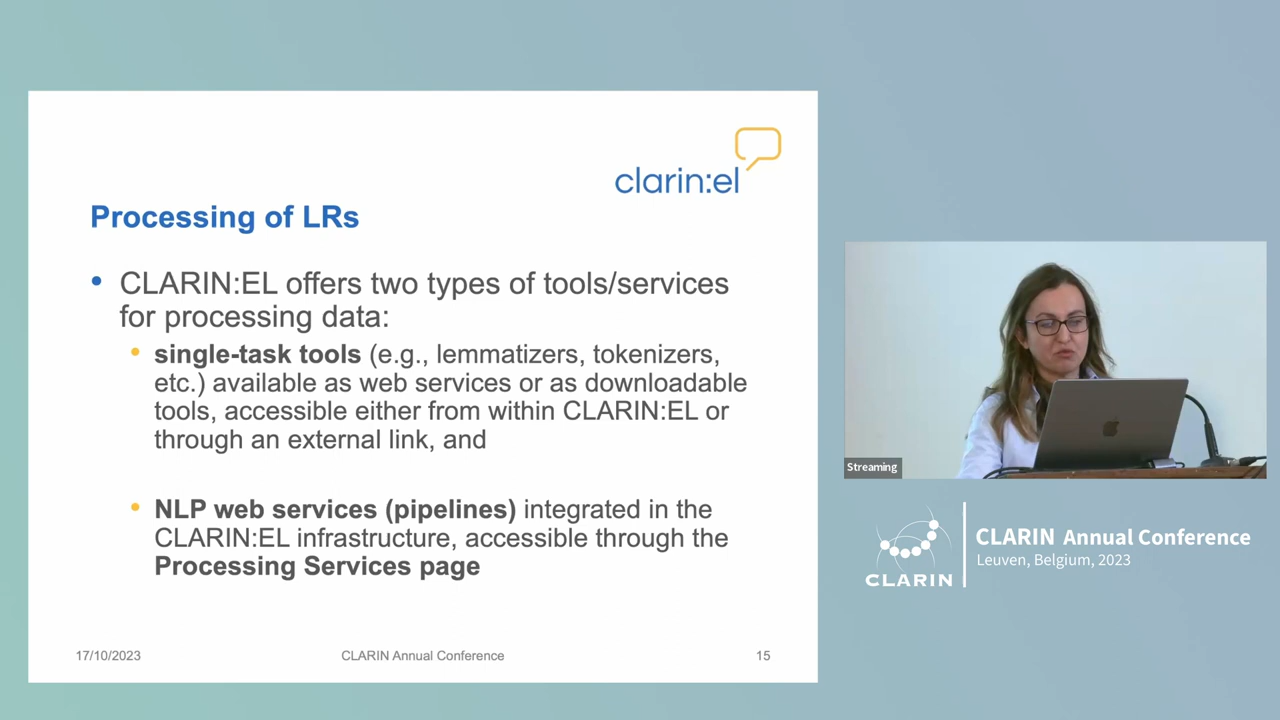 clarin:el
Processing of LRs
• CLARIN:EL offers two types of tools/services
for processing data:
• single-task tools (e.g., lemmatizers, tokenizers,
etc.) available as web services or as downloadable
tools, accessible either from within CLARIN:EL or
through an external link, and
• NLP web services (pipelines) integrated in the
CLARIN:EL infrastructure, accessible through the
Processing Services page
17/10/2023 CLARIN Annual Conference 15
Streaming
CLARIN
CLARIN Annual Conference
Leuven, Belgium, 2023